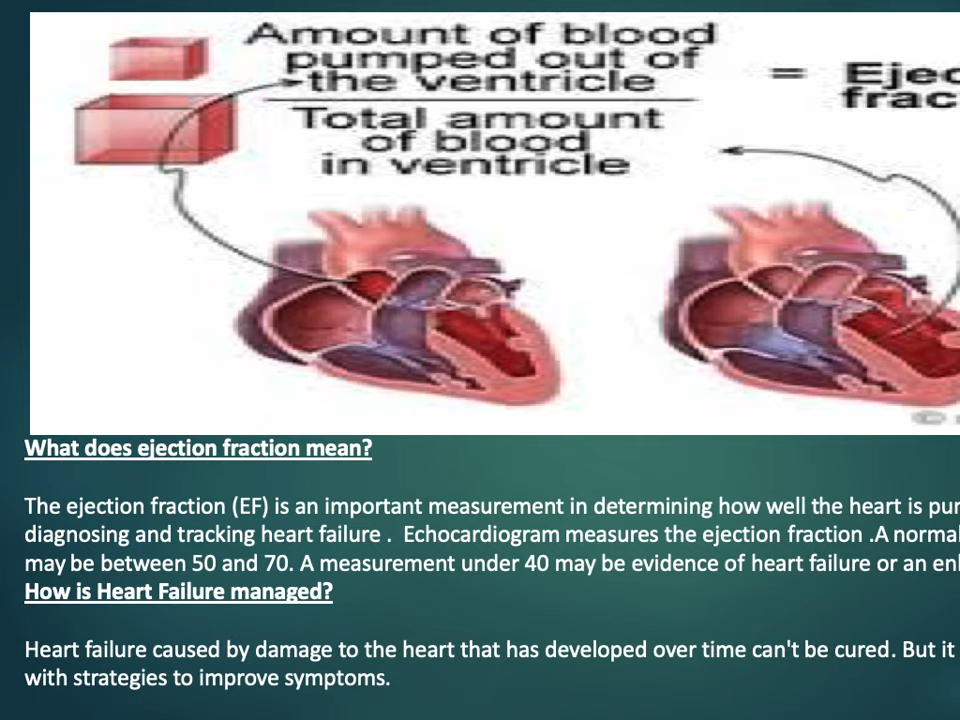 Amount of blood
pumped out of
the ventricle
= Ejec
frac
Total amount
of blood
in ventricle
©
What does ejection fraction mean?
The ejection fraction (EF) is an important measurement in determining how well the heart is pu
diagnosing and tracking heart failure . Echocardiogram measures the ejection fraction .A normal
may be between 50 and 70. A measurement under 40 may be evidence of heart failure or an enl
How is Heart Failure managed?
Heart failure caused by damage to the heart that has developed over time can't be cured. But it
with strategies to improve symptoms.